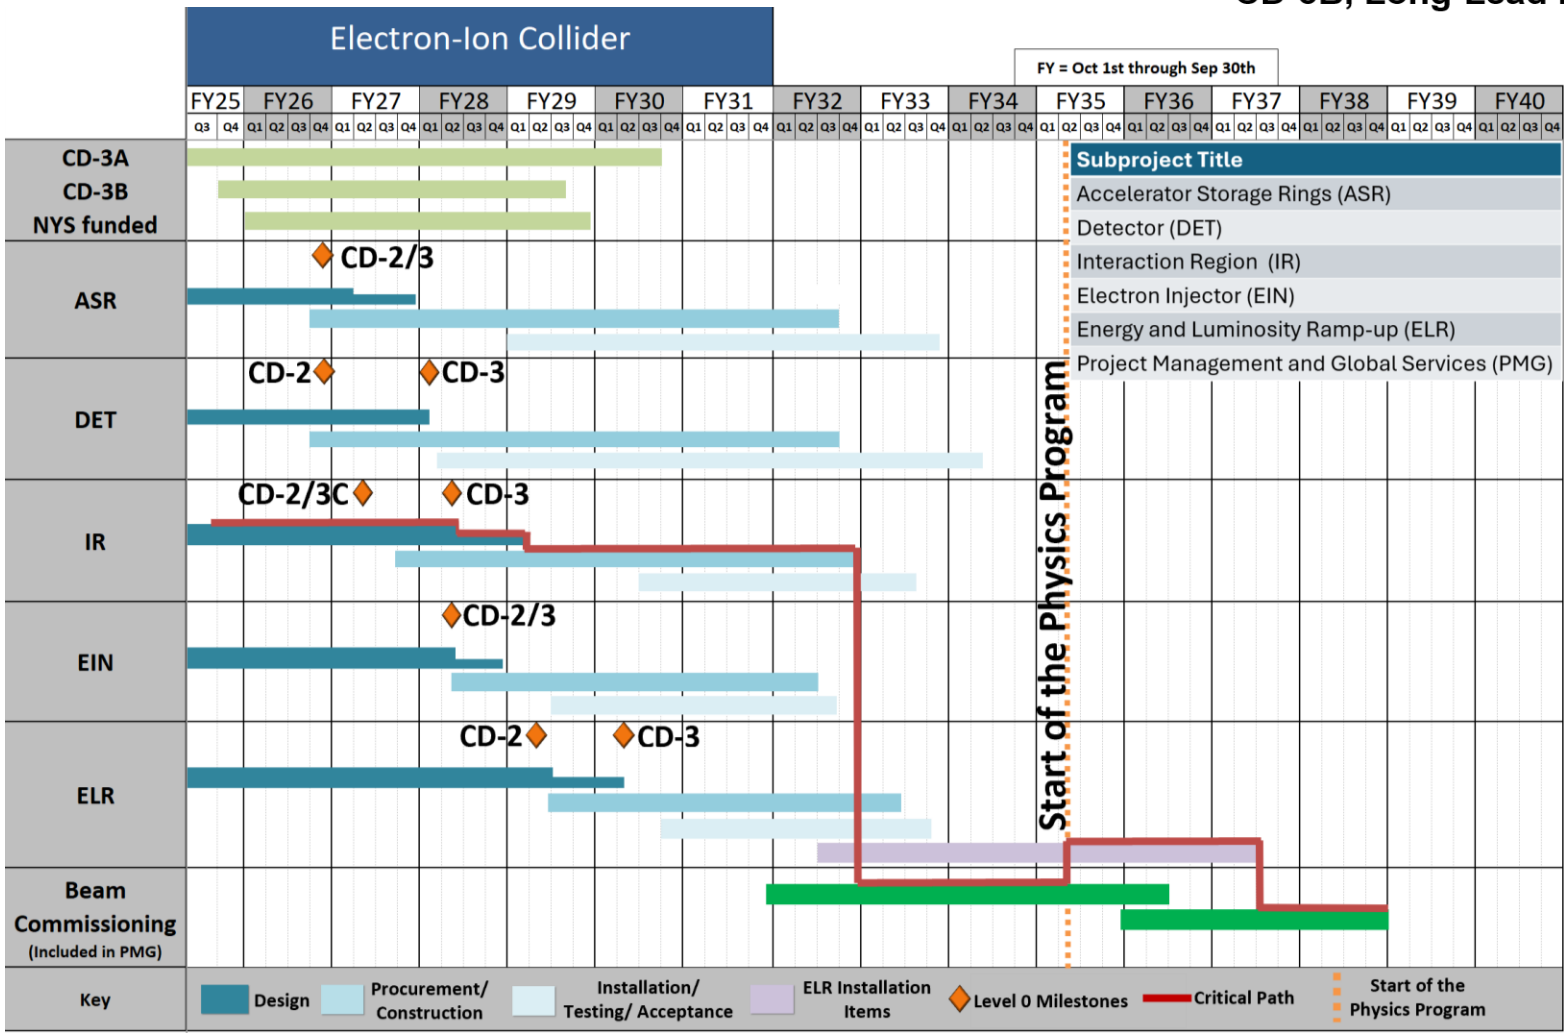 CD-3B, Long-Lead
Electron-Ion Collider
FY = Oct 1st through Sep 30th
FY25 FY26 FY27 FY28 FY29 FY30 FY31 FY32 FY33 FY34 FY35 FY36 FY37 FY38 FY39 FY40
Q3 Q4 Q1 Q2 Q3 Q4 Q1 Q2 Q3 Q4 Q1 Q2 Q3 Q4 Q1 Q2 Q3 Q4 Q1 Q2 Q3 Q4 Q1 Q2 Q3 Q4 Q1 Q2 Q3 Q4 Q1 Q2 Q3 Q4 Q1 Q2 Q3 Q4 Q1 Q2 Q3 Q4 Q1 Q2 Q3 Q4 Q1 Q2 Q3 Q4 Q1 Q2 Q3 Q4 Q1 Q2 Q3 Q4 Q1 Q2 Q3 Q4
CD-3A
CD-3B
NYS funded
Subproject Title
Accelerator Storage Rings (ASR)
Detector (DET)
Interaction Region (IR)
Electron Injector (EIN)
Energy and Luminosity Ramp-up (ELR)
Project Management and Global Services (PMG)
CD-2/3
ASR
CD-2
CD-3
DET
CD-2/3C
CD-3
IR
CD-2/3
EIN
CD-2
CD-3
ELR
Start of the Physics Program
Beam
Commissioning
(Included in PMG)
Key
Design
Procurement/
Construction
Installation/
Testing/ Acceptance
ELR Installation
Items
Level 0 Milestones
Critical Path
Start of the
Physics Program